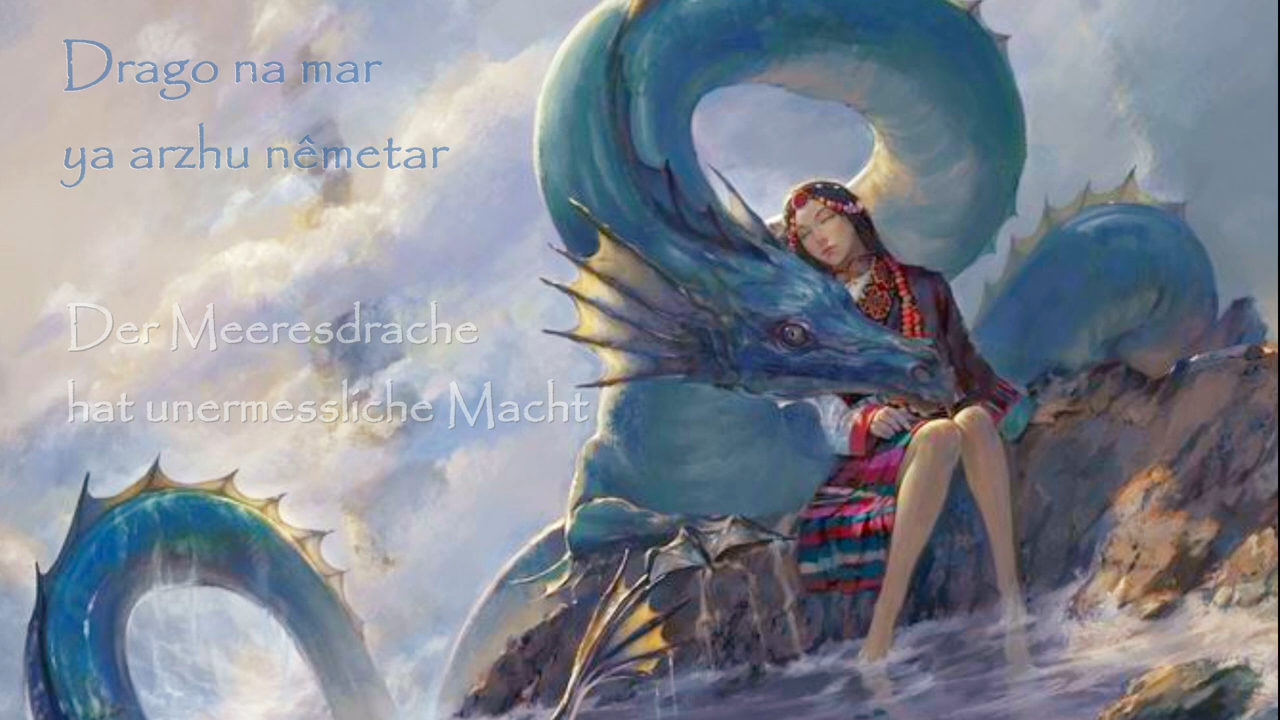 Drago na mar
ya arzhu nêmetar
Der Meeresdrache
hat unermessliche Macht